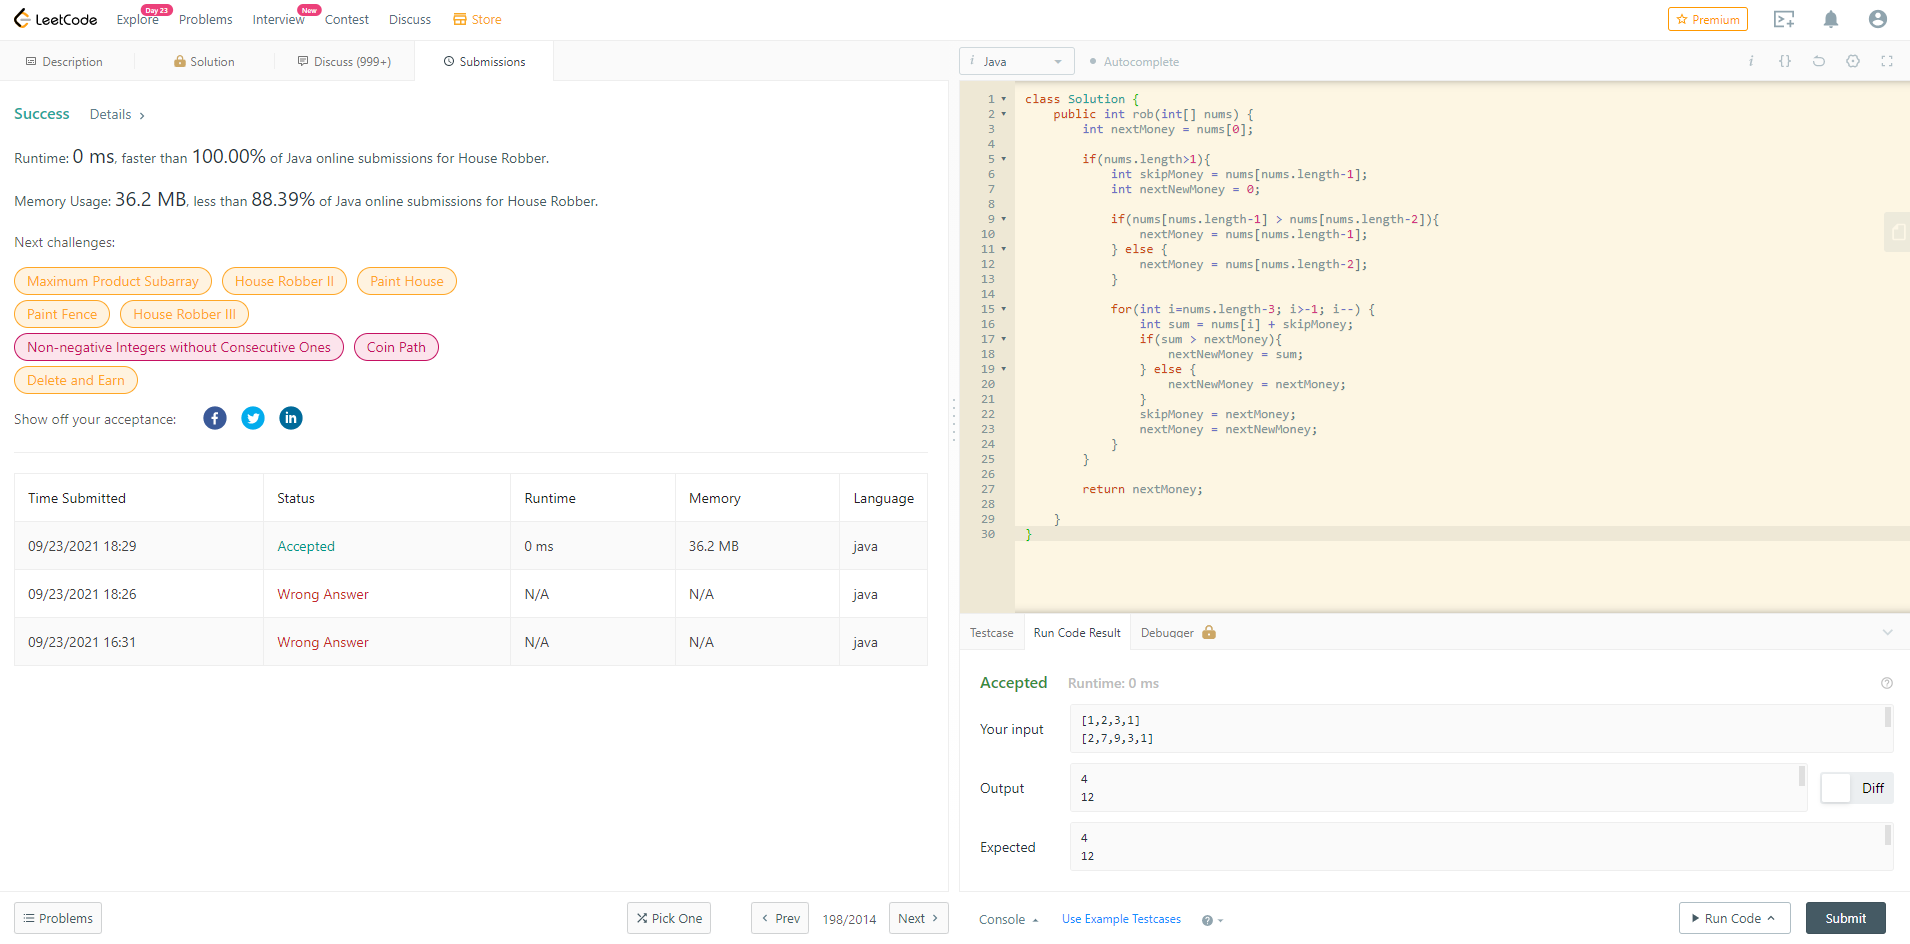 LeetCode
Explore
Day 23
Problems
Interview
New
Contest
Discuss
Store
Premium
Description
Solution
Discuss (999+)
Submissions
Success
Details >
Runtime: 0 ms, faster than 100.00% of Java online submissions for House Robber.
Memory Usage: 36.2 MB, less than 88.39% of Java online submissions for House Robber.
Next challenges:
Maximum Product Subarray
House Robber II
Paint House
Paint Fence
House Robber III
Non-negative Integers without Consecutive Ones
Coin Path
Delete and Earn
Show off your acceptance:
Time Submitted Status Runtime Memory Language
09/23/2021 18:29 Accepted 0 ms 36.2 MB java
09/23/2021 18:26 Wrong Answer N/A N/A java
09/23/2021 16:31 Wrong Answer N/A N/A java
Problems
Pick One
< Prev
198/2014
Next >
i Java
Autocomplete
i {}
1 class Solution {
2     public int rob(int[] nums) {
3         int nextMoney = nums[0];
4
5         if(nums.length>1){
6             int skipMoney = nums[nums.length-1];
7             int nextNewMoney = 0;
8
9             if(nums[nums.length-1] > nums[nums.length-2]){
10                 nextMoney = nums[nums.length-1];
11             } else {
12                 nextMoney = nums[nums.length-2];
13             }
14
15             for(int i=nums.length-3; i>-1; i--) {
16                 int sum = nums[i] + skipMoney;
17                 if(sum > nextMoney){
18                     nextNewMoney = sum;
19                 } else {
20                     nextNewMoney = nextMoney;
21                 }
22                 skipMoney = nextMoney;
23                 nextMoney = nextNewMoney;
24             }
25         }
26
27         return nextMoney;
28
29     }
30 }
Testcase
Run Code Result
Debugger
Accepted
Runtime: 0 ms
Your input
[1,2,3,1]
[2,7,9,3,1]
Output
4
12
Diff
Expected
4
12
Console
Use Example Testcases
Run Code
Submit